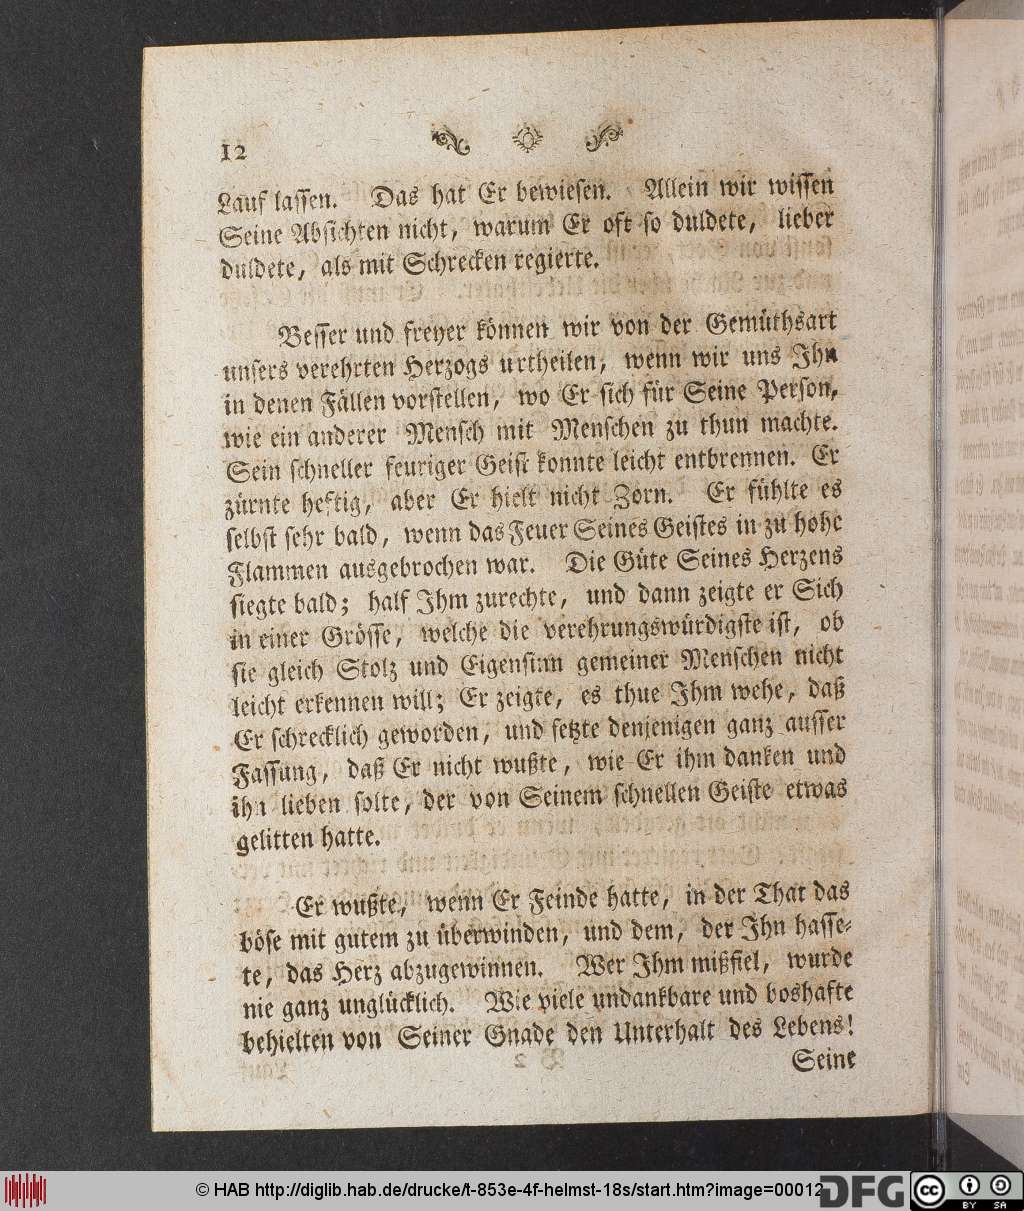 12
Lauf lassen. Das hat Er bewiesen. Allein wir wissen
Seine Absichten nicht, warum Er oft so duldete, lieber
duldete, als mit Schrecken regierte.
Besser und freyer können wir von der Gemüthsart
unsers verehrten Herzogs urtheilen, wenn wir uns Ihn
in denen Fällen vorstellen, wo Er sich für Seine Person,
wie ein anderer Mensch mit Menschen zu thun machte.
Sein schneller feuriger Geist konnte leicht entbrennen. Er
zürnte heftig, aber Er hielt nicht Zorn. Er fühlte es
selbst sehr bald, wenn das Feuer Seines Geistes in zu hohe
Flammen ausgebrochen war. Die Güte Seines Herzens
siegte bald; half Ihm zurechte, und dann zeigte er Sich
in einer Grösse, welche die verehrungswürdigste ist, ob
sie gleich Stolz und Eigensinn gemeiner Menschen nicht
leicht erkennen will; Er zeigte, es thue Ihm wehe, daß
Er schrecklich geworden, und setzte denjenigen ganz ausser
Fassung, daß Er nicht wußte, wie Er ihm danken und
ihn lieben solte, der von Seinem schnellen Geiste etwas
gelitten hatte.
Er wußte, wenn Er Feinde hatte, in der That das
böse mit gutem zu überwinden, und dem, der Ihn hasse-
te, das Herz abzugewinnen. Wer Ihm mißfiel, wurde
nie ganz unglücklich. Wie viele undankbare und boshafte
behielten von Seiner Gnade den Unterhalt des Lebens!
Seine
© HAB http://diglib.hab.de/drucke/t-853e-4f-helmst-18s/start.htm?image=00012
DFG
cc BY SA